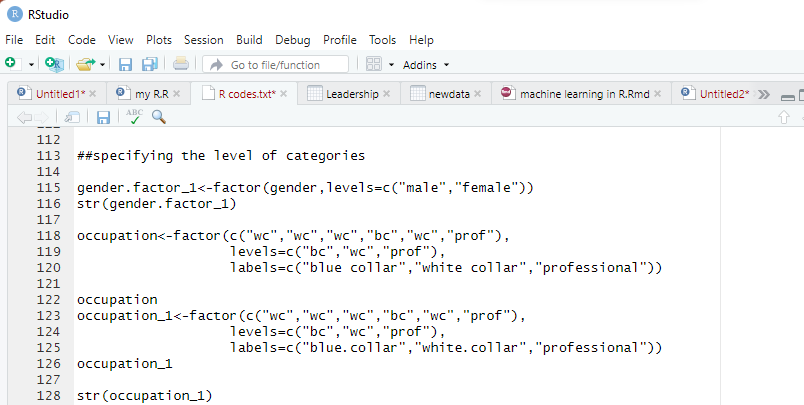 RStudio
File Edit Code View Plots Session Build Debug Profile Tools Help
Go to file/function Addins
Untitled1* my R.R R codes.txt* Leadership newdata machine learning in R.Rmd Untitled2*
ABC
112
113 ##specifying the level of categories
114
115 gender.factor_1<-factor(gender,levels=c("male","female"))
116 str(gender.factor_1)
117
118 occupation<-factor(c("wc","wc","wc","bc","wc","prof"),
119 levels=c("bc","wc","prof"),
120 labels=c("blue collar","white collar","professional"))
121
122 occupation
123 occupation_1<-factor(c("wc","wc","wc","bc","wc","prof"),
124 levels=c("bc","wc","prof"),
125 labels=c("blue.collar","white.collar","professional"))
126 occupation_1
127
128 str(occupation_1)